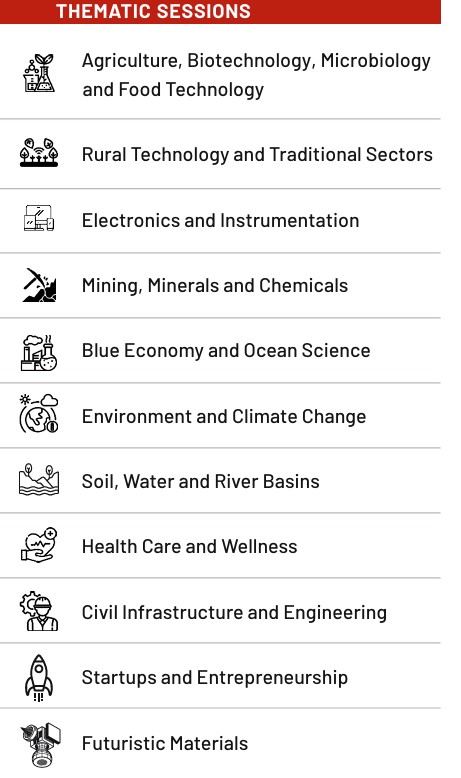 THEMATIC SESSIONS
Agriculture, Biotechnology, Microbiology
and Food Technology
Rural Technology and Traditional Sectors
Electronics and Instrumentation
Mining, Minerals and Chemicals
Blue Economy and Ocean Science
Environment and Climate Change
Soil, Water and River Basins
Health Care and Wellness
Civil Infrastructure and Engineering
Startups and Entrepreneurship
Futuristic Materials